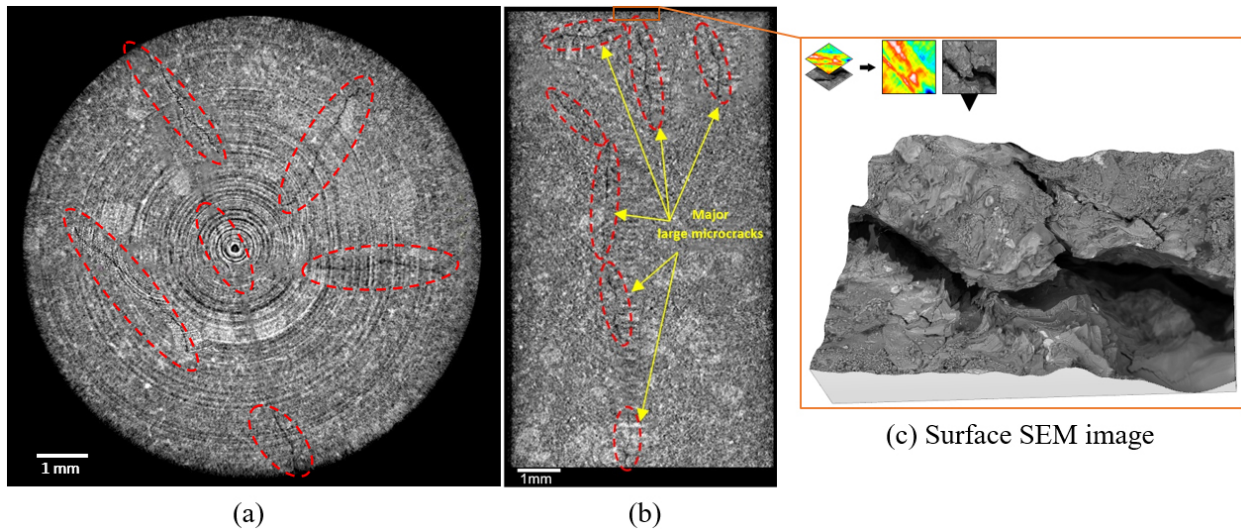 Major
large microcracks
1 mm
1mm
(c) Surface SEM image
(a)
(b)